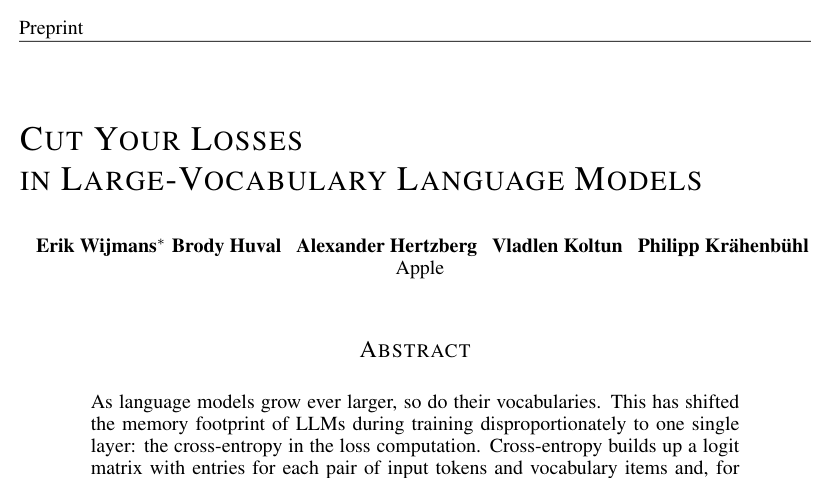 Preprint
CUT YOUR LOSSES
IN LARGE-VOCABULARY LANGUAGE MODELS
Erik Wijmans* Brody Huval Alexander Hertzberg Vladlen Koltun Philipp Krähenbühl
Apple
ABSTRACT
As language models grow ever larger, so do their vocabularies. This has shifted
the memory footprint of LLMs during training disproportionately to one single
layer: the cross-entropy in the loss computation. Cross-entropy builds up a logit
matrix with entries for each pair of input tokens and vocabulary items and, for